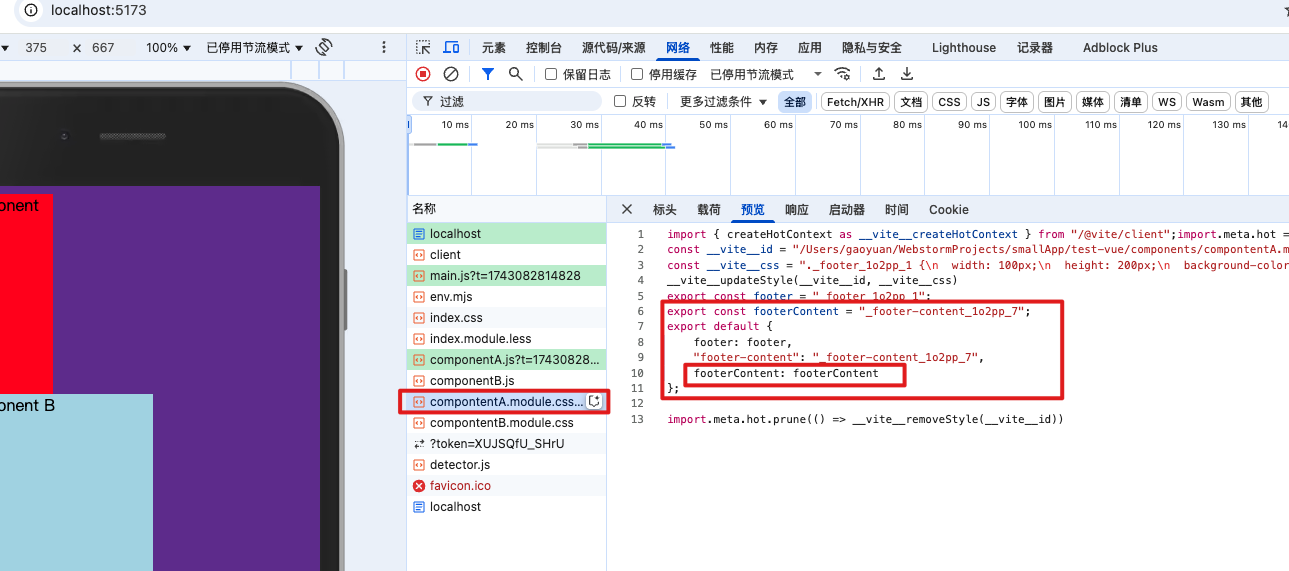 localhost:5173
375 × 667 100% 已停用节流模式
元素 控制台 源代码/来源 网络 性能 内存 应用 隐私与安全 Lighthouse 记录器 Adblock Plus
保留日志 停用缓存 已停用节流模式
过滤 反转 更多过滤条件 全部 Fetch/XHR 文档 CSS JS 字体 图片 媒体 清单 WS Wasm 其他
10 ms 20 ms 30 ms 40 ms 50 ms 60 ms 70 ms 80 ms 90 ms 100 ms 110 ms 120 ms 130 ms 14
onent
onent B
名称
localhost
client
main.js?t=1743082814828
env.mjs
index.css
index.module.less
componentA.js?t=17430828...
componentB.js
compontentA.module.css...
compontentB.module.css
?token=XUJSQfU_SHrU
detector.js
favicon.ico
localhost
标头 载荷 预览 响应 启动器 时间 Cookie
1 import { createHotContext as __vite__createHotContext } from "/@vite/client";import.meta.hot =
2 const __vite__id = "/Users/gaoyuan/WebstormProjects/smallApp/test-vue/components/compontentA.m
3 const __vite__css = "._footer_1o2pp_1 {\n  width: 100px;\n  height: 200px;\n  background-color
4 __vite__updateStyle(__vite__id, __vite__css)
5 export const footer = "_footer_1o2pp_1";
6 export const footerContent = "_footer-content_1o2pp_7";
7 export default {
8 footer: footer,
9 "footer-content": "_footer-content_1o2pp_7",
10 footerContent: footerContent
11 };
12
13 import.meta.hot.prune(() => __vite__removeStyle(__vite__id))